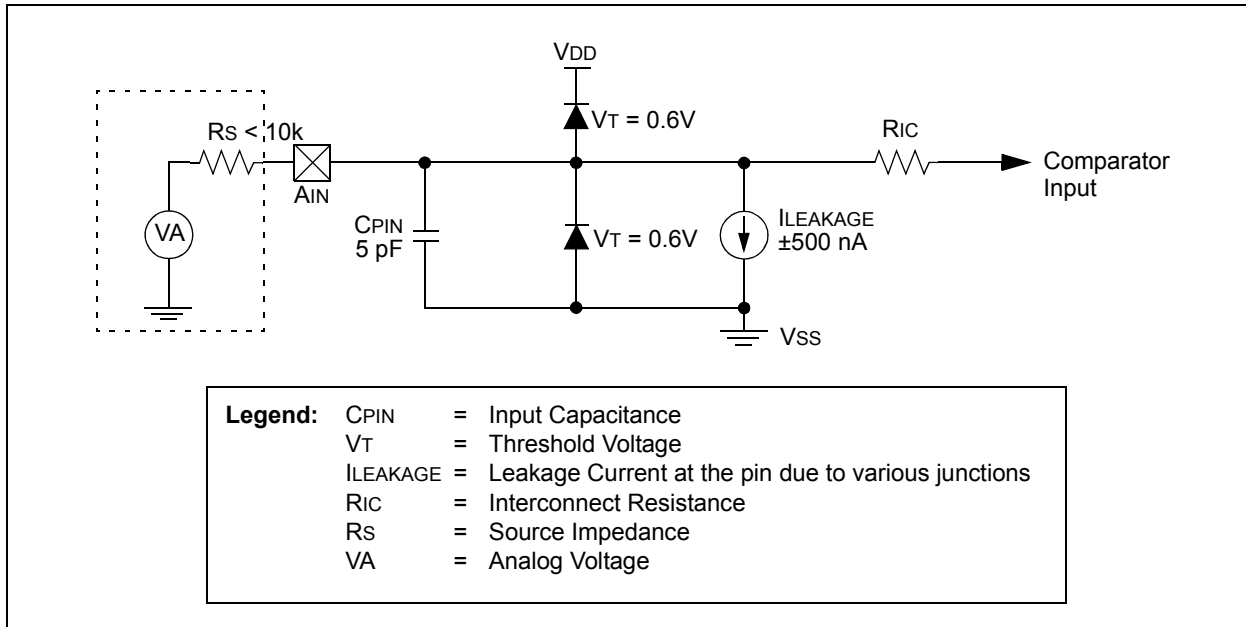 VDD
VT = 0.6V
RS < 10k
RIC
AIN
Comparator
Input
VA
CPIN
5 pF
VT = 0.6V
ILEAKAGE
±500 nA
VSS
Legend: CPIN = Input Capacitance
VT = Threshold Voltage
ILEAKAGE = Leakage Current at the pin due to various junctions
RIC = Interconnect Resistance
RS = Source Impedance
VA = Analog Voltage